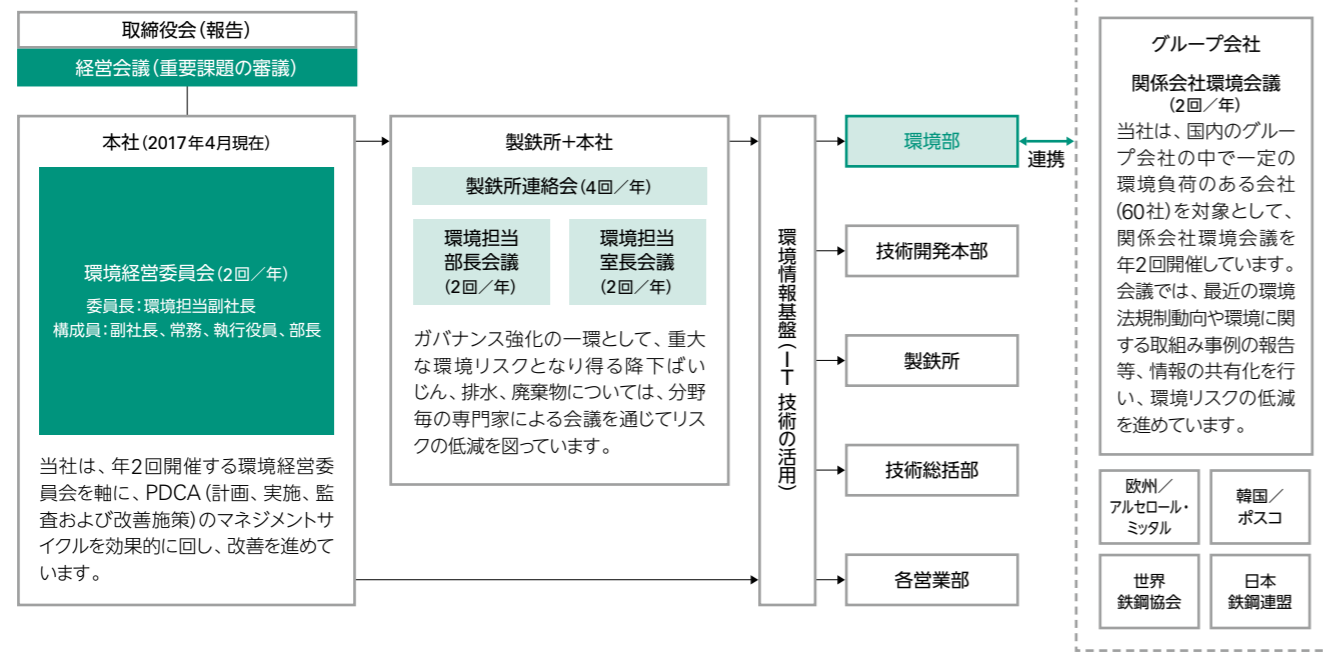 取締役会(報告)
経営会議(重要課題の審議)
本社(2017年4月現在)
環境経営委員会(2回/年)
委員長:環境担当副社長
構成員:副社長、常務、執行役員、部長
当社は、年2回開催する環境経営委
員会を軸に、PDCA(計画、実施、監
査および改善施策)のマネジメントサ
イクルを効果的に回し、改善を進めて
います。
製鉄所+本社
製鉄所連絡会(4回/年)
環境担当
部長会議
(2回/年)
環境担当
室長会議
(2回/年)
ガバナンス強化の一環として、重大
な環境リスクとなり得る降下ばい
じん、排水、廃棄物については、分野
毎の専門家による会議を通じてリス
クの低減を図っています。
環境情報基盤(IT 技術の活用)
環境部
技術開発本部
製鉄所
技術総括部
各営業部
連携
グループ会社
関係会社環境会議
(2回/年)
当社は、国内のグルー
プ会社の中で一定の
環境負荷のある会社
(60社)を対象として、
関係会社環境会議を
年2回開催しています。
会議では、最近の環境
法規制動向や環境に関
する取組み事例の報告
等、情報の共有化を行
い、環境リスクの低減
を進めています。
欧州/
アルセロール・
ミッタル
韓国/
ポスコ
世界
鉄鋼協会
日本
鉄鋼連盟